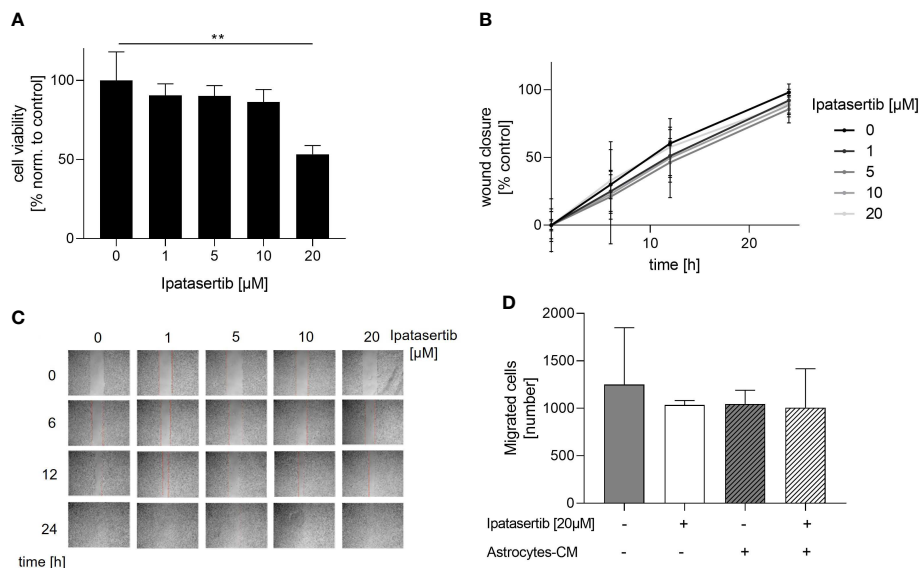 A
**
cell viability
[% norm. to control]
100
50
0
0 1 5 10 20
Ipatasertib [µM]
B
wound closure
[% control]
100
50
0
10 20
time [h]
Ipatasertib [µM]
0
1
5
10
20
C
0 1 5 10 20 Ipatasertib
[µM]
0
6
12
24
time [h]
D
Migrated cells
[number]
2000
1500
1000
500
0
Ipatasertib [20µM] - + - +
Astrocytes-CM - - + +